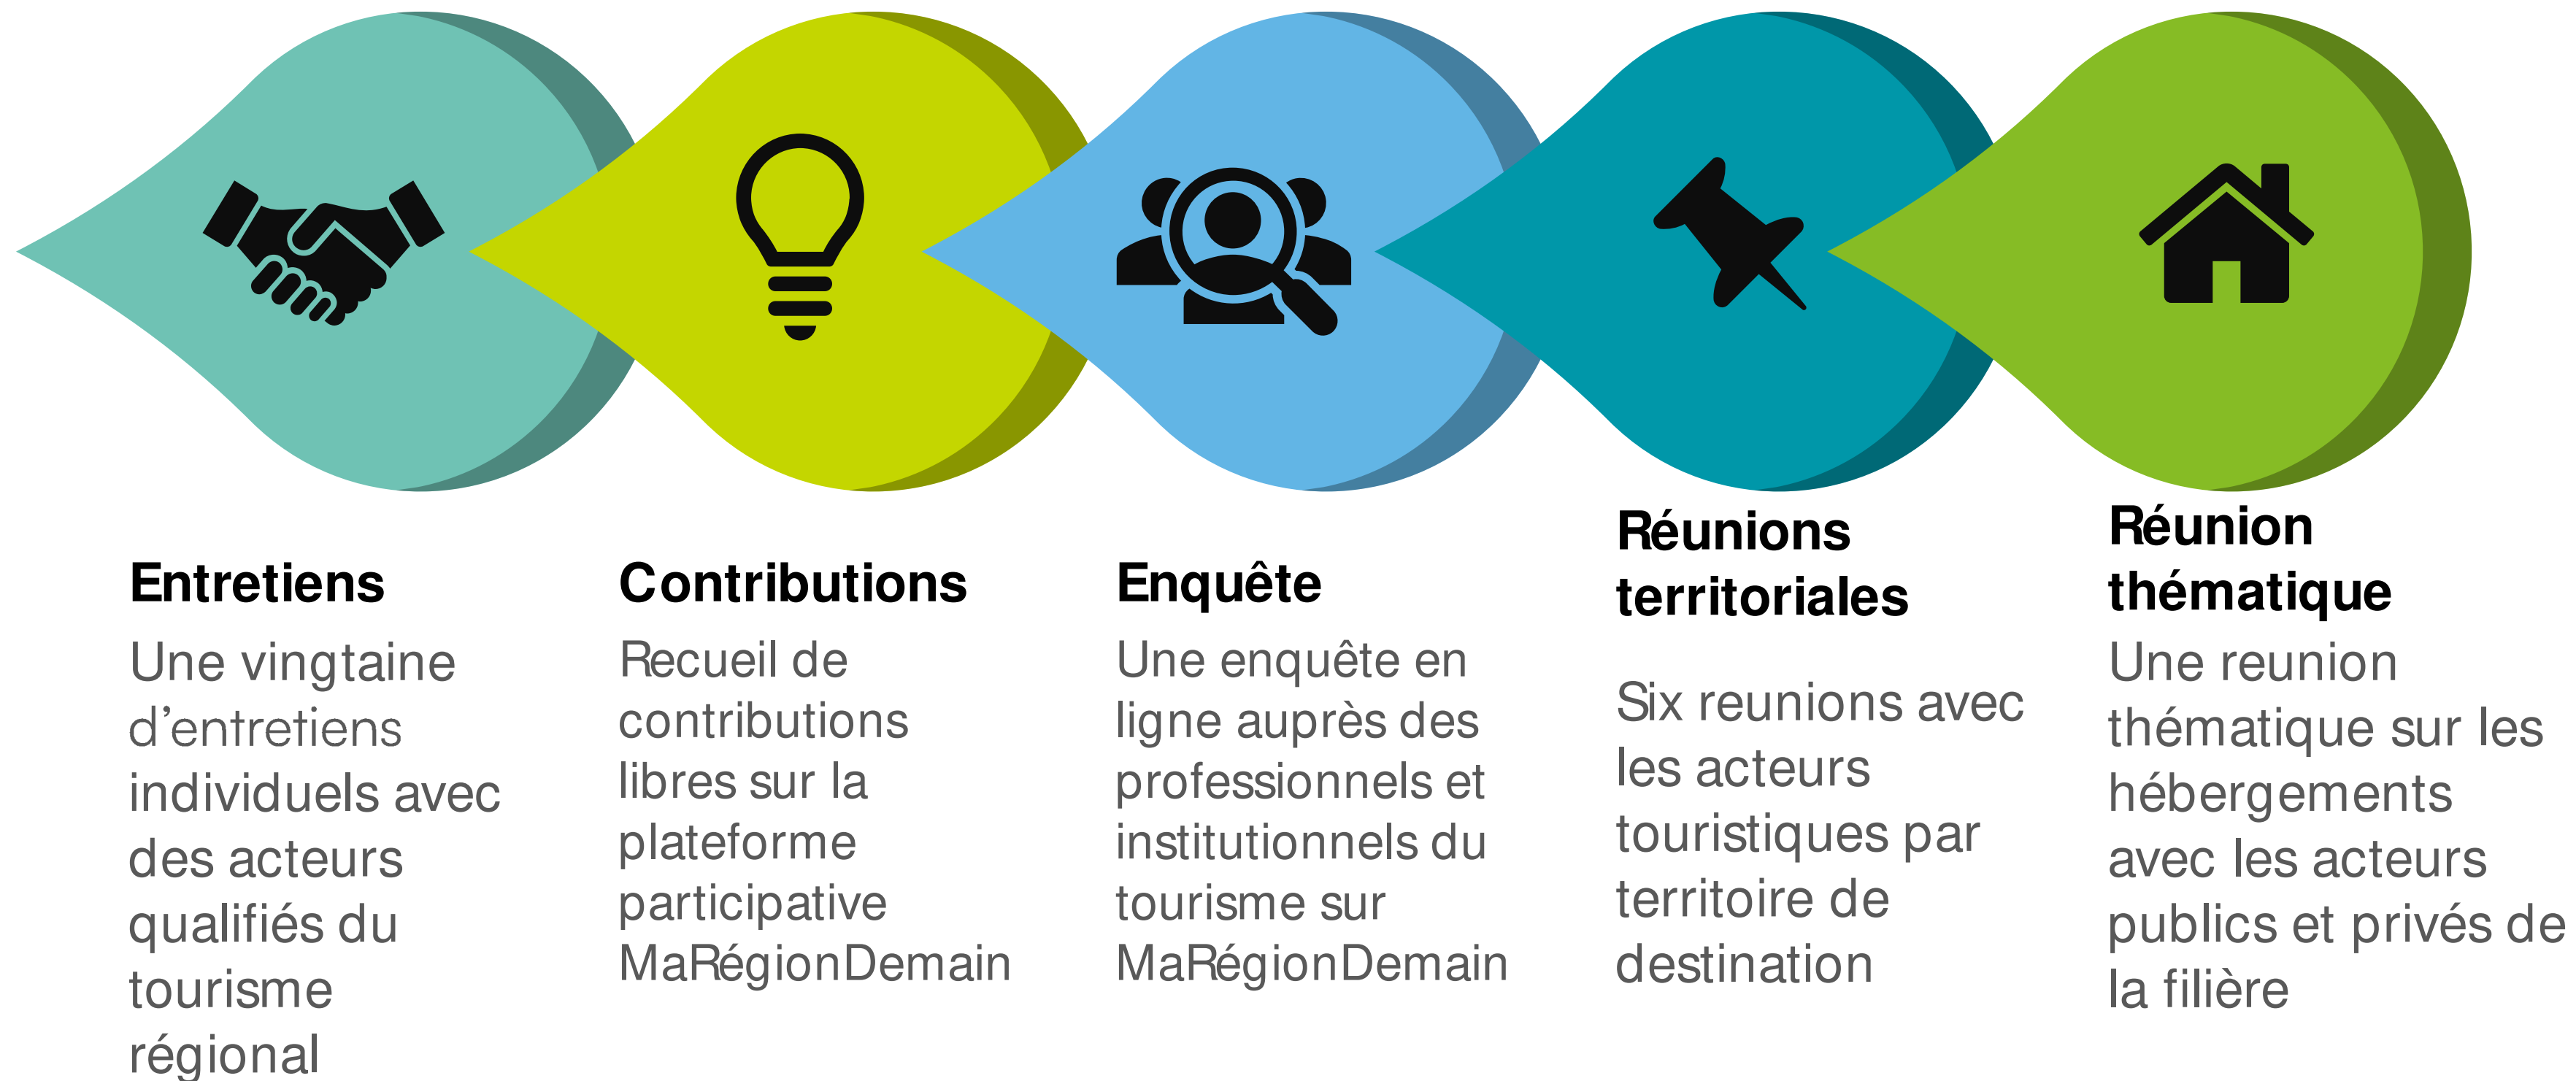 Entretiens
Une vingtaine
d’entretiens
individuels avec
des acteurs
qualifiés du
tourisme
régional
Contributions
Recueil de
contributions
libres sur la
plateforme
participative
MaRégionDemain
Enquête
Une enquête en
ligne auprès des
professionnels et
institutionnels du
tourisme sur
MaRégionDemain
Réunions
territoriales
Six reunions avec
les acteurs
touristiques par
territoire de
destination
Réunion
thématique
Une reunion
thématique sur les
hébergements
avec les acteurs
publics et privés de
la filière